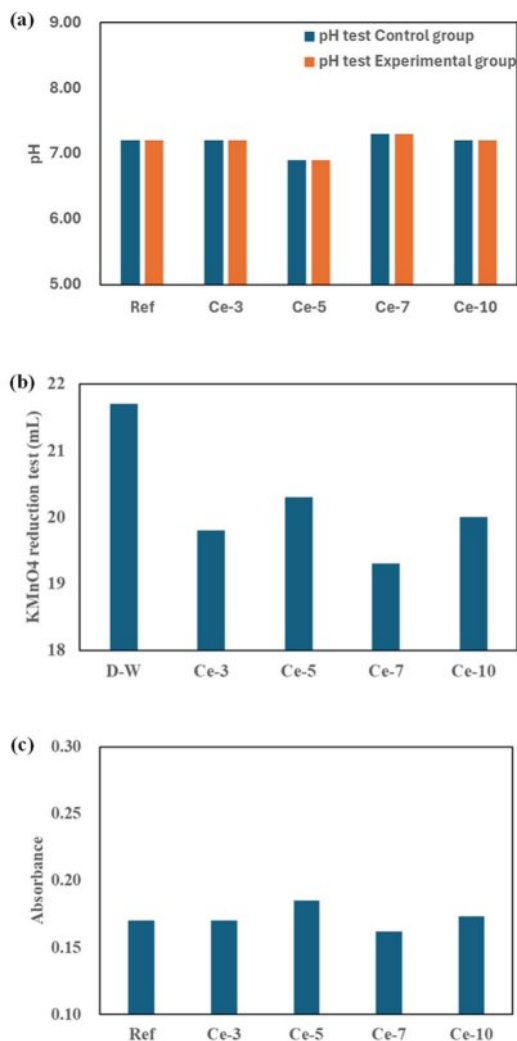 (a)
9.00
pH test Control group
pH test Experimental group
8.00
pH
7.00
6.00
5.00
Ref Ce-3 Ce-5 Ce-7 Ce-10
(b)
22
KMnO4 reduction test (mL)
21
20
19
18
D-W Ce-3 Ce-5 Ce-7 Ce-10
(c)
0.30
0.25
Absorbance
0.20
0.15
0.10
Ref Ce-3 Ce-5 Ce-7 Ce-10